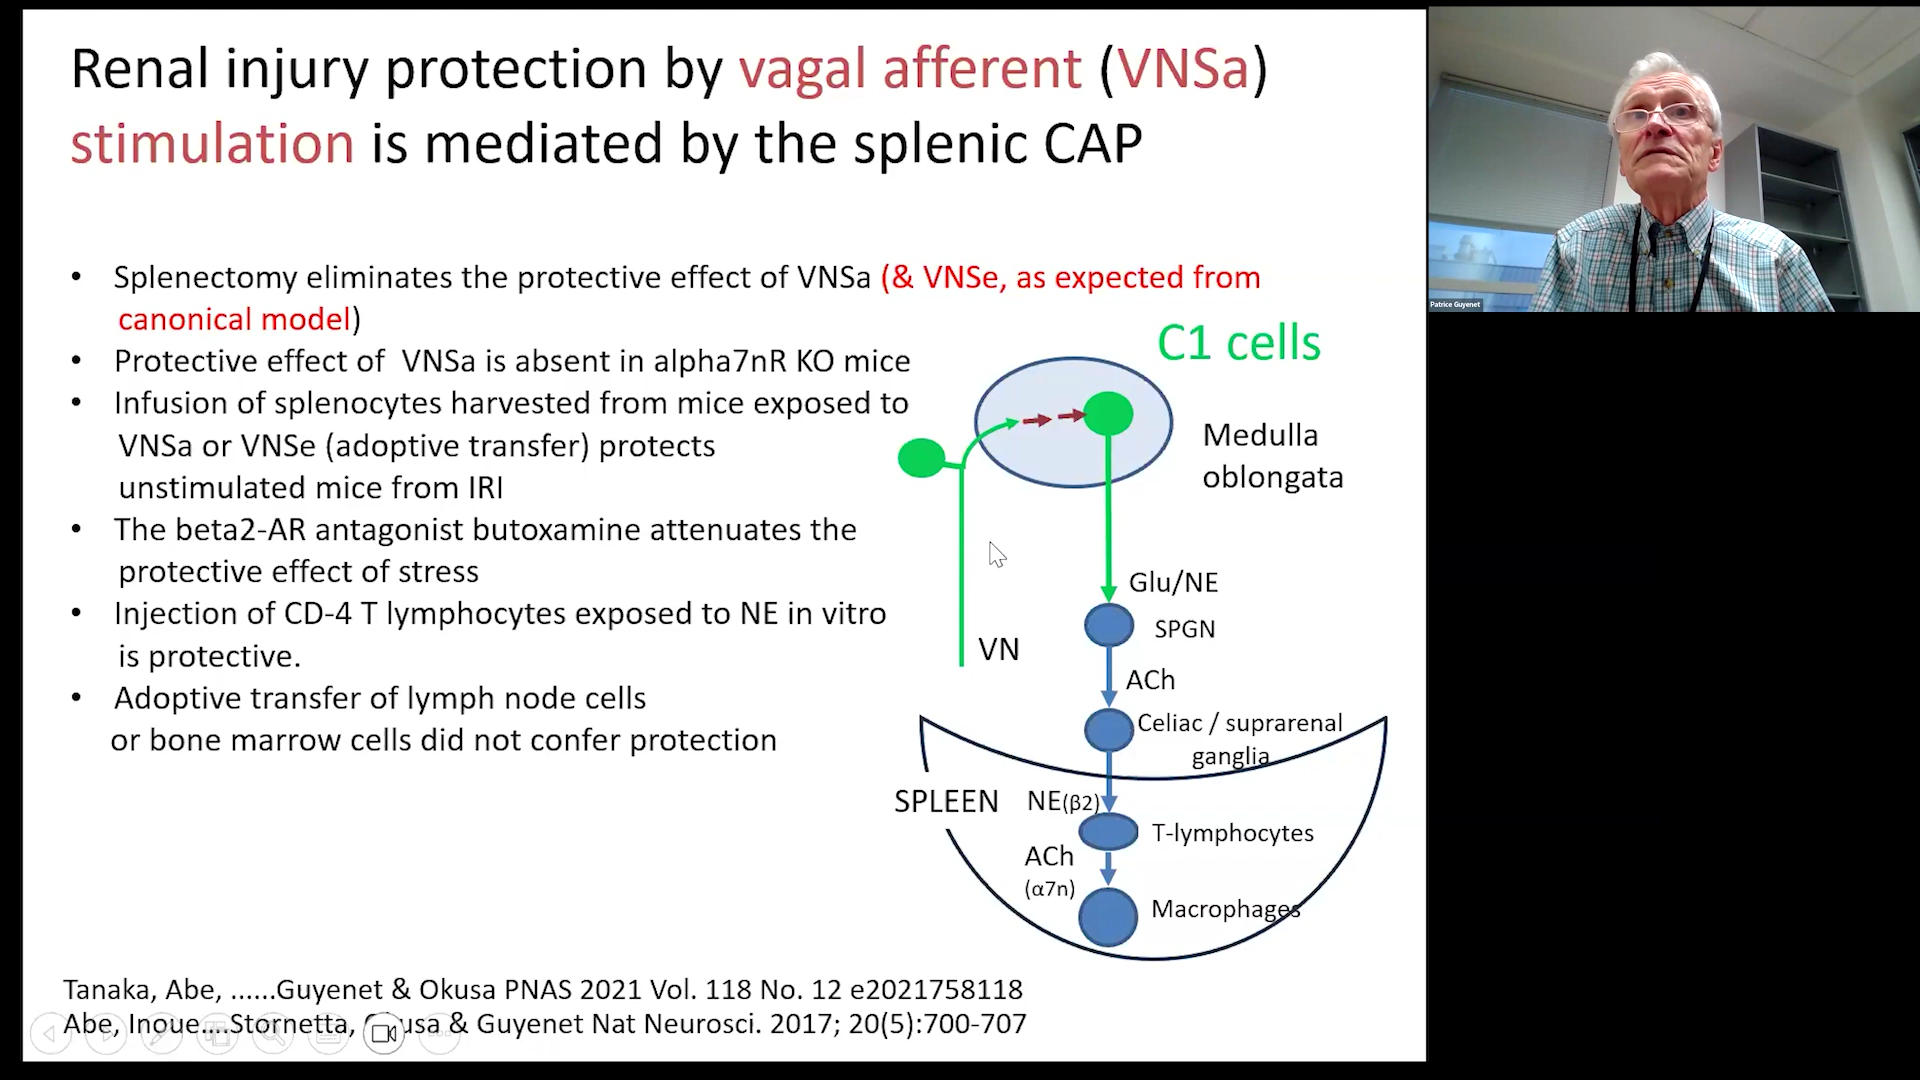 Renal injury protection by vagal afferent (VNSa)
stimulation is mediated by the splenic CAP
• Splenectomy eliminates the protective effect of VNSa (& VNSe, as expected from
canonical model)
• Protective effect of VNSa is absent in alpha7nR KO mice
• Infusion of splenocytes harvested from mice exposed to
VNSa or VNSe (adoptive transfer) protects
unstimulated mice from IRI
• The beta2-AR antagonist butoxamine attenuates the
protective effect of stress
• Injection of CD-4 T lymphocytes exposed to NE in vitro
is protective.
• Adoptive transfer of lymph node cells
or bone marrow cells did not confer protection
C1 cells
Medulla
oblongata
Glu/NE
SPGN
VN
ACh
Celiac / suprarenal
ganglia
SPLEEN
NE(β2)
T-lymphocytes
ACh
(α7n)
Macrophages
Tanaka, Abe, ......Guyenet & Okusa PNAS 2021 Vol. 118 No. 12 e2021758118
Abe, Inoue....Stornetta, Okusa & Guyenet Nat Neurosci. 2017; 20(5):700-707
Patrice Guyenet